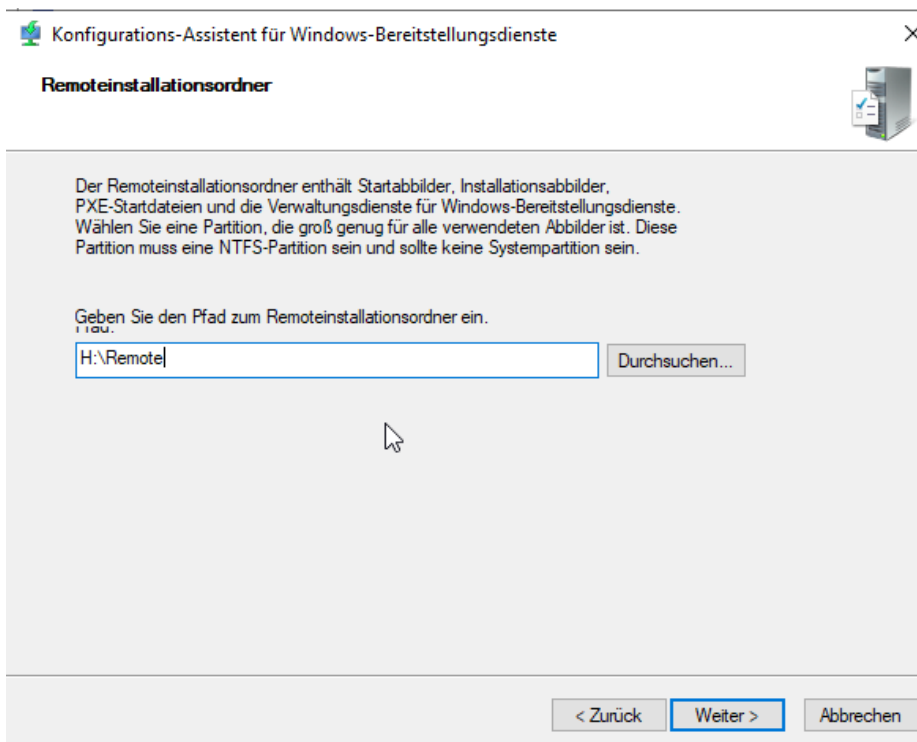 Konfigurations-Assistent für Windows-Bereitstellungsdienste
Remoteinstallationsordner
Der Remoteinstallationsordner enthält Startabbilder, Installationsabbilder,
PXE-Startdateien und die Verwaltungsdienste für Windows-Bereitstellungsdienste.
Wählen Sie eine Partition, die groß genug für alle verwendeten Abbilder ist. Diese
Partition muss eine NTFS-Partition sein und sollte keine Systempartition sein.
Geben Sie den Pfad zum Remoteinstallationsordner ein.
Pfad:
H:\Remote
Durchsuchen...
< Zurück Weiter > Abbrechen